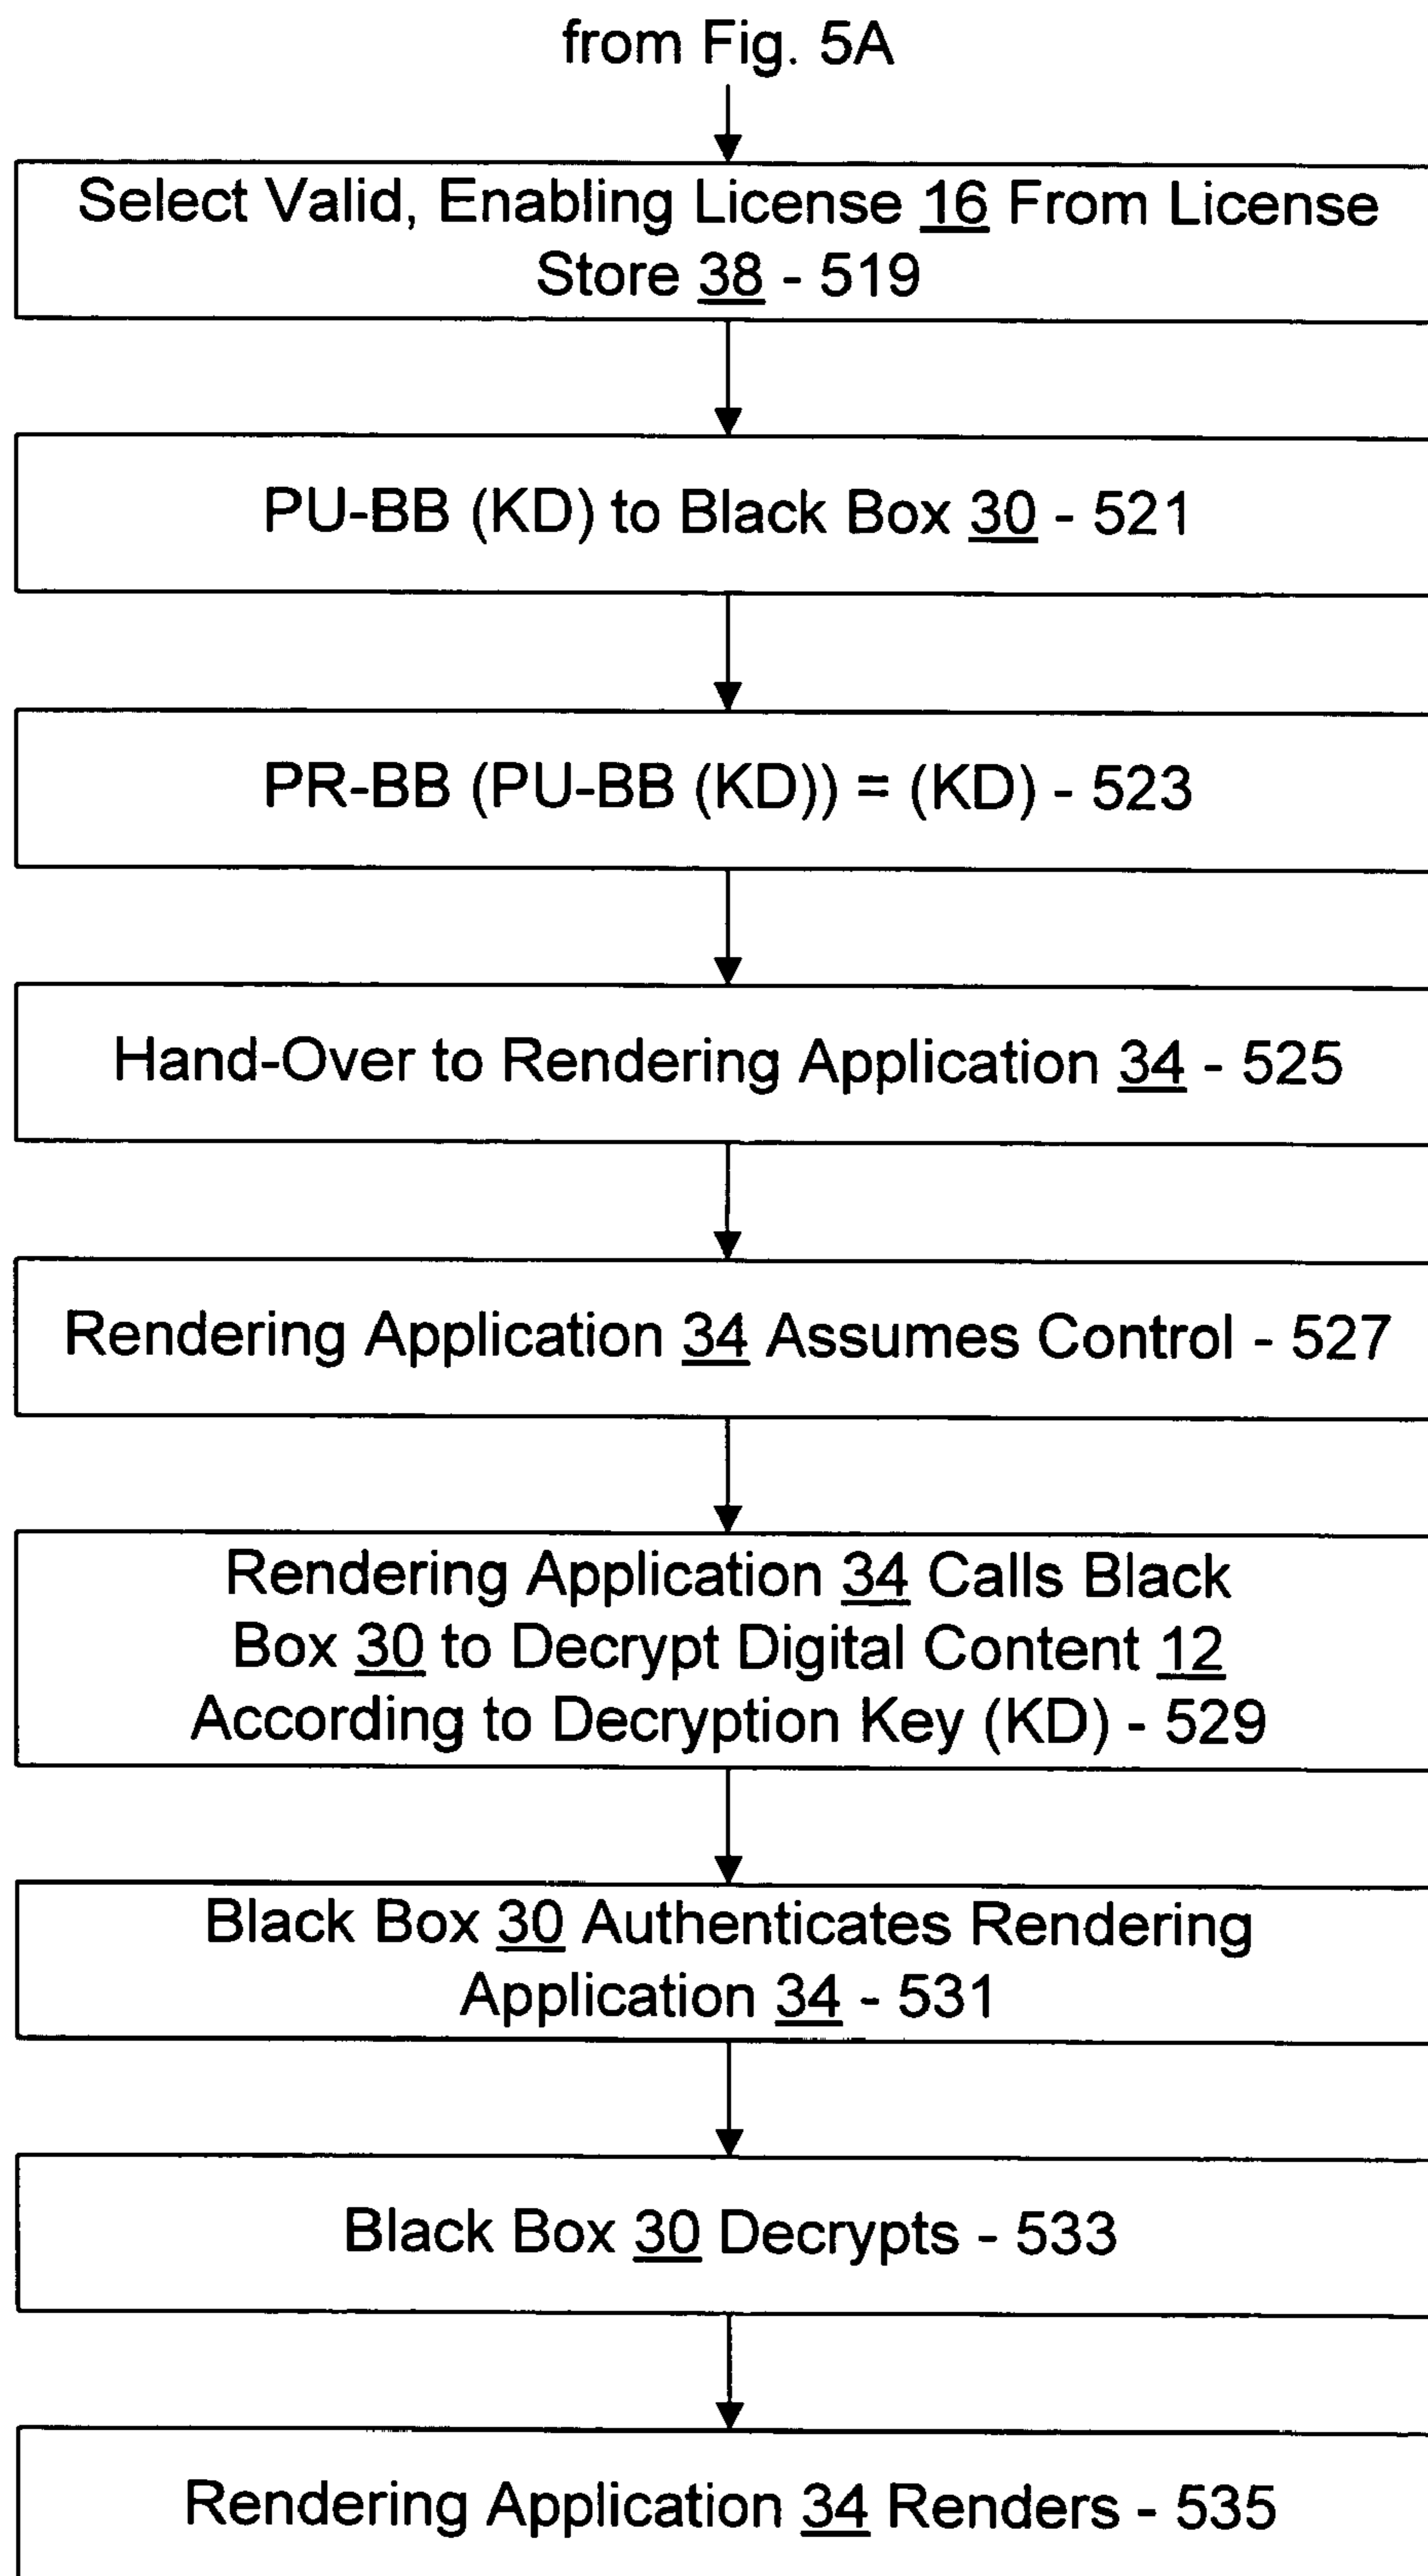 from Fig. 5A
Select Valid, Enabling License 16 From License
Store 38 - 519
PU-BB (KD) to Black Box 30 - 521
PR-BB (PU-BB (KD)) = (KD) - 523
Hand-Over to Rendering Application 34 - 525
Rendering Application 34 Assumes Control - 527
Rendering Application 34 Calls Black
Box 30 to Decrypt Digital Content 12
According to Decryption Key (KD) - 529
Black Box 30 Authenticates Rendering
Application 34 - 531
Black Box 30 Decrypts - 533
Rendering Application 34 Renders - 535